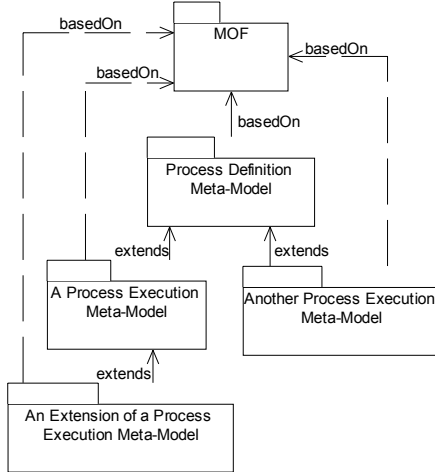 basedOn
MOF
basedOn
basedOn
basedOn
Process Definition
Meta-Model
extends
extends
A Process Execution
Meta-Model
Another Process Execution
Meta-Model
extends
An Extension of a Process
Execution Meta-Model